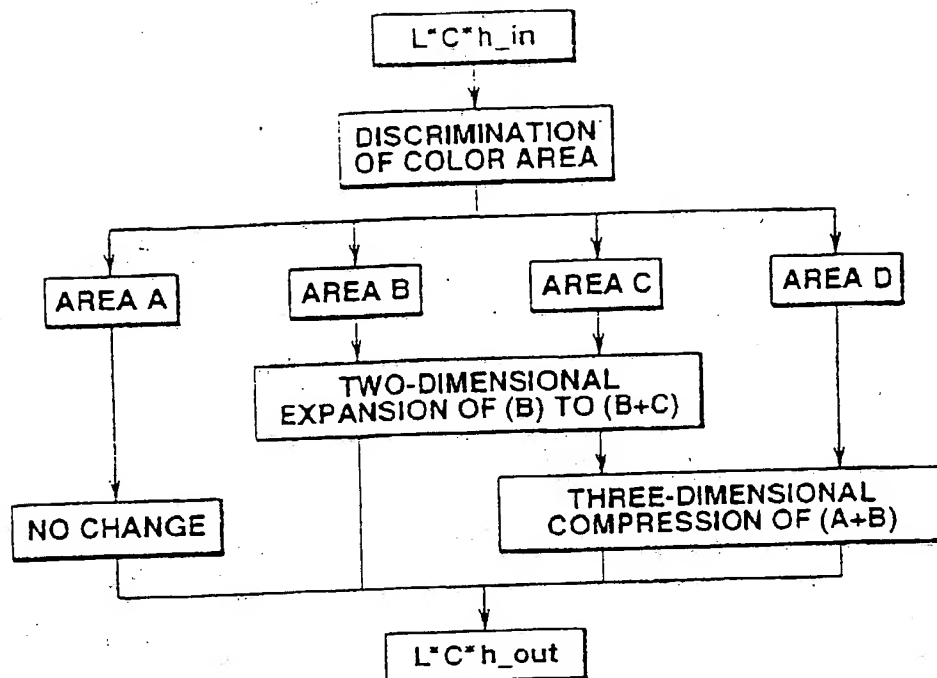 L*C*h_in
DISCRIMINATION
OF COLOR AREA
AREA A
AREA B
AREA C
AREA D
TWO-DIMENSIONAL
EXPANSION OF (B) TO (B+C)
NO CHANGE
THREE-DIMENSIONAL
COMPRESSION OF (A+B)
L*C*h_out